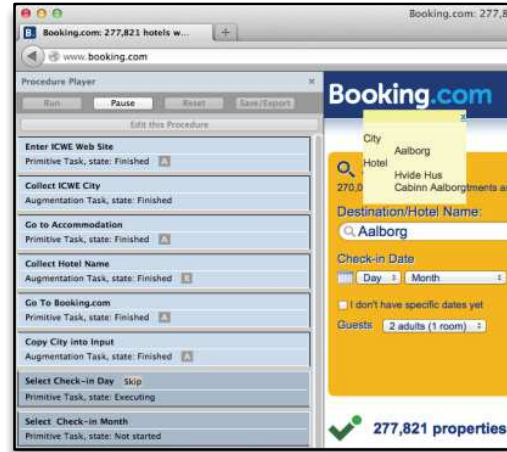 Booking.com: 277,8
Booking.com: 277,821 hotels w...
www.booking.com
Procedure Player
Run Pause Reset Save/Export
Edit this Procedure
Enter ICWE Web Site
Primitive Task, state: Finished A
Collect ICWE City
Augmentation Task, state: Finished
Go to Accommodation
Primitive Task, state: Finished A
Collect Hotel Name
Augmentation Task, state: Finished
Go To Booking.com
Primitive Task, state: Finished A
Copy City into Input
Augmentation Task, state: Finished A
Select Check-in Day Skip
Primitive Task, state: Executing
Select Check-in Month
Primitive Task, state: Not started
Booking.com
City
Aalborg
Hotel
Hvide Hus
Cabinn Aalborg
270,0
Destination/Hotel Name:
Aalborg
Check-in Date
Day Month
I don't have specific dates yet
Guests 2 adults (1 room)
277,821 properties